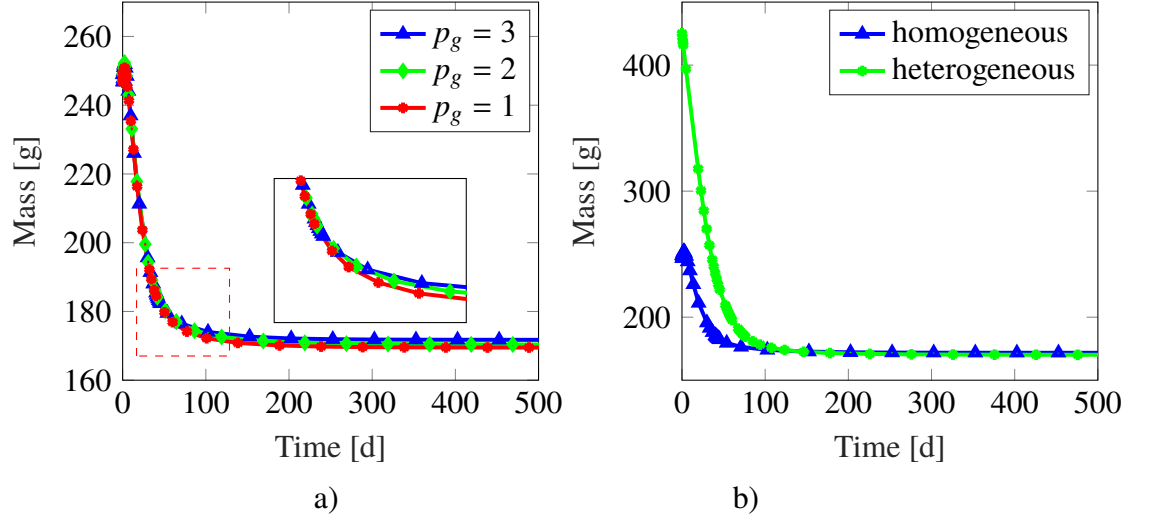 260
240
220
200
180
160
0
100
200
300
400
500
Mass [g]
Time [d]
p_g = 3
p_g = 2
p_g = 1
a)
400
300
200
0
100
200
300
400
500
Mass [g]
Time [d]
homogeneous
heterogeneous
b)